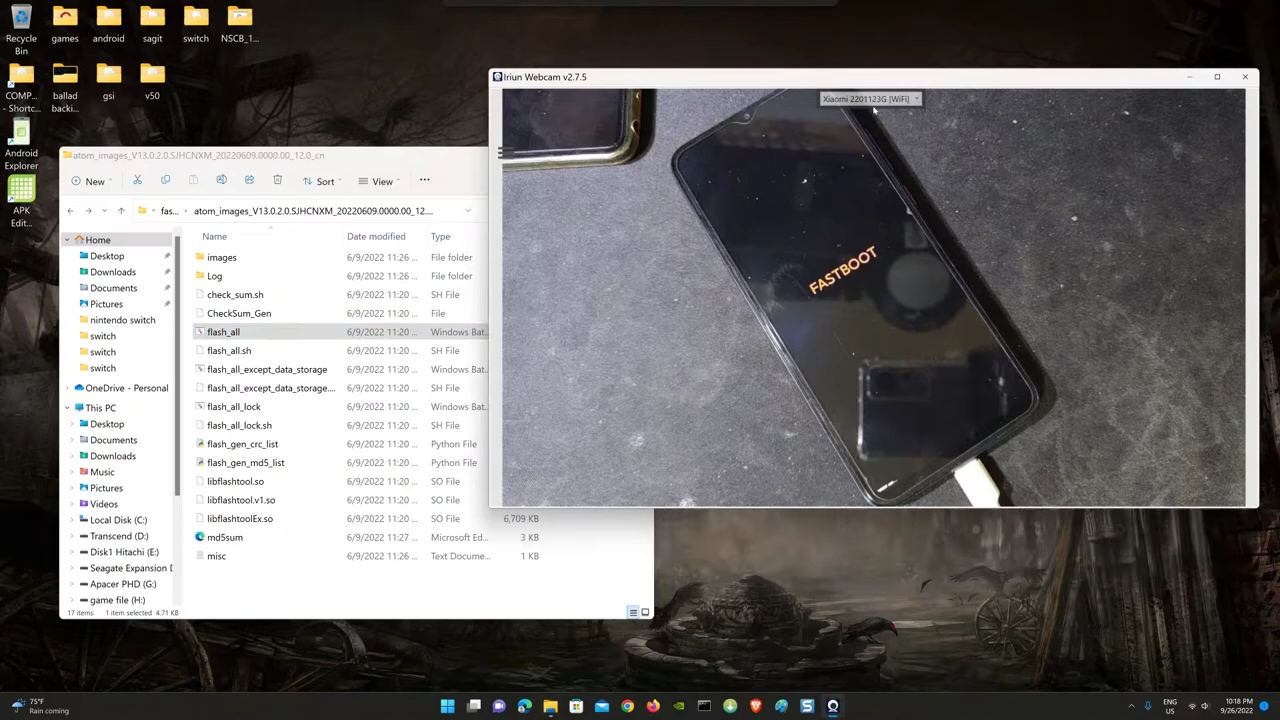 Recycle
Bin
games
android
sagit
switch
NSCB_1...
COMP...
- Shortc...
ballad
backi...
gsi
v50
Android
Explorer
APK
Edit...
atom_images_V13.0.2.0.SJHCNXM_20220609.0000.00_12.0_cn
New
Sort
View
fas...
atom_images_V13.0.2.0.SJHCNXM_20220609.0000.00_12....
Name Date modified Type
Home
Desktop
Downloads
Documents
Pictures
nintendo switch
switch
switch
switch
OneDrive - Personal
This PC
Desktop
Documents
Downloads
Music
Pictures
Videos
Local Disk (C:)
Transcend (D:)
Disk1 Hitachi (E:)
Seagate Expansion D
Apacer PHD (G:)
game file (H:)
images 6/9/2022 11:26 ... File folder
Log 6/9/2022 11:26 ... File folder
check_sum.sh 6/9/2022 11:20 ... SH File
CheckSum_Gen 6/9/2022 11:20 ... File
flash_all 6/9/2022 11:20 ... Windows Bat...
flash_all.sh 6/9/2022 11:20 ... SH File
flash_all_except_data_storage 6/9/2022 11:20 ... Windows Bat...
flash_all_except_data_storage.... 6/9/2022 11:20 ... SH File
flash_all_lock 6/9/2022 11:20 ... Windows Bat...
flash_all_lock.sh 6/9/2022 11:20 ... SH File
flash_gen_crc_list 6/9/2022 11:20 ... Python File
flash_gen_md5_list 6/9/2022 11:20 ... Python File
libflashtool.so 6/9/2022 11:20 ... SO File
libflashtool.v1.so 6/9/2022 11:20 ... SO File
libflashtoolEx.so 6/9/2022 11:20 ... SO File 6,709 KB
md5sum 6/9/2022 11:27 ... Microsoft Ed... 3 KB
misc 6/9/2022 11:26 ... Text Docume... 1 KB
17 items 1 item selected 4.71 KB
Iriun Webcam v2.7.5
Xiaomi 2201123G [WiFi]
FASTBOOT
75°F
Rain coming
ENG
US
10:18 PM
9/26/2022